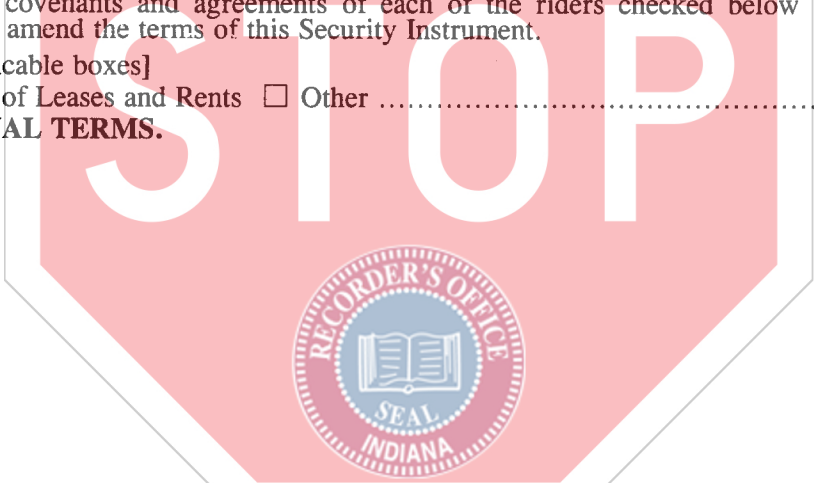 covenants and agreements of each of the riders checked below
amend the terms of this Security Instrument.
cable boxes]
of Leases and Rents ☐ Other ................................................
AL TERMS.
STOP
RECORDER'S OFFICE
SEAL
INDIANA